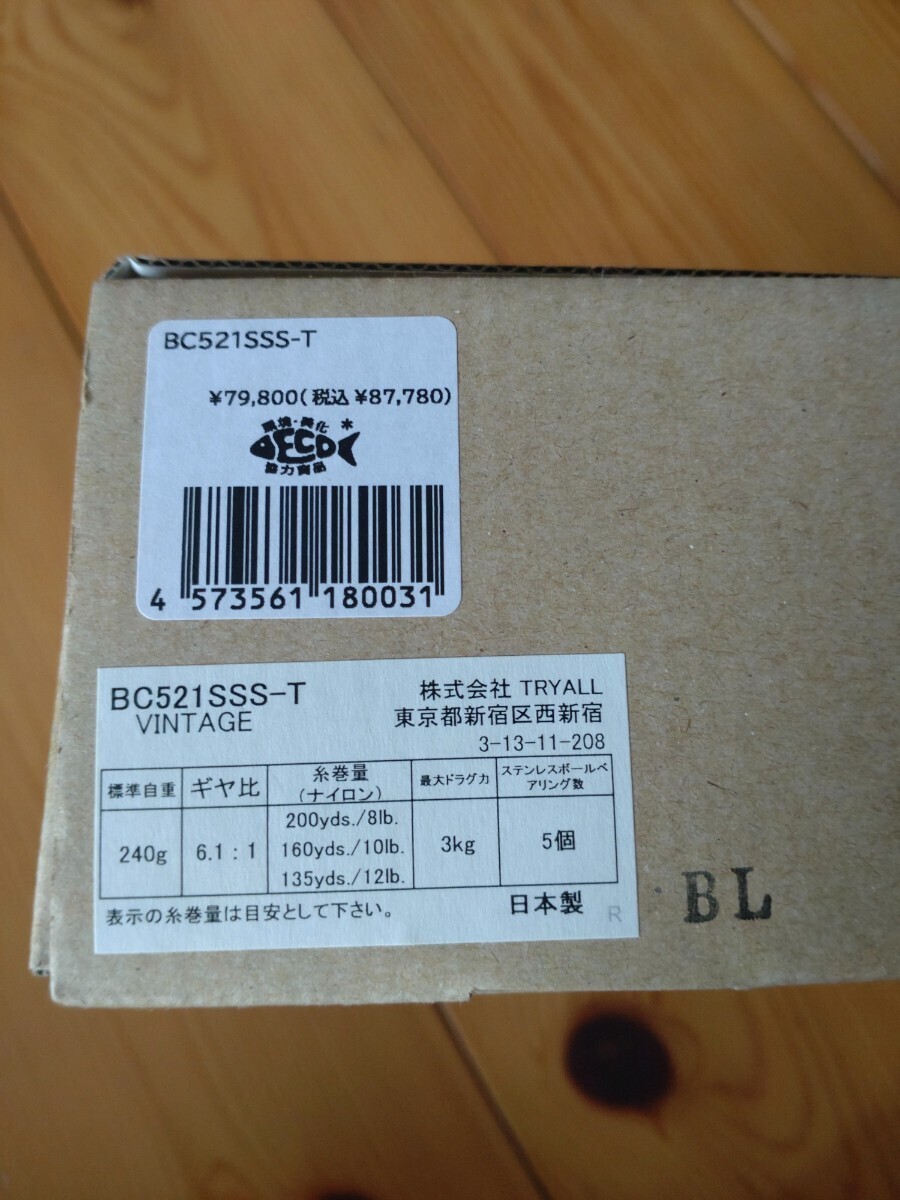 BC521SSS-T
¥79,800(税込 ¥87,780)
環境・美化
ECO
協力商品
4 573561 180031
BC521SSS-T
VINTAGE
株式会社 TRYALL
東京都新宿区西新宿
3-13-11-208
標準自重 ギヤ比 糸巻量 (ナイロン) 最大ドラグ力 ステンレスボールベアリング数
240g 6.1:1 200yds./8lb. 3kg 5個
160yds./10lb.
135yds./12lb.
表示の糸巻量は目安として下さい。
日本製
R
BL